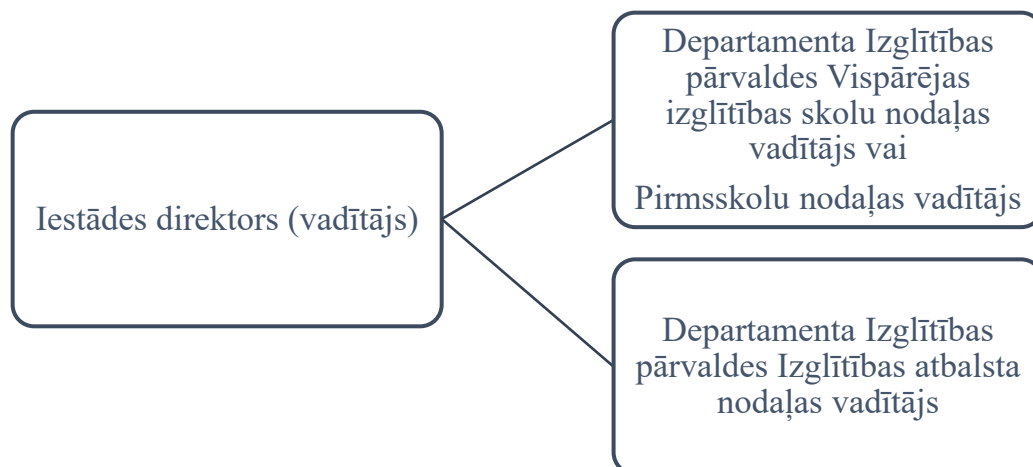 Iestādes direktors (vadītājs)
Departamenta Izglītības
pārvaldes Vispārējas
izglītības skolu nodaļas
vadītājs vai
Pirmsskolu nodaļas vadītājs
Departamenta Izglītības
pārvaldes Izglītības atbalsta
nodaļas vadītājs